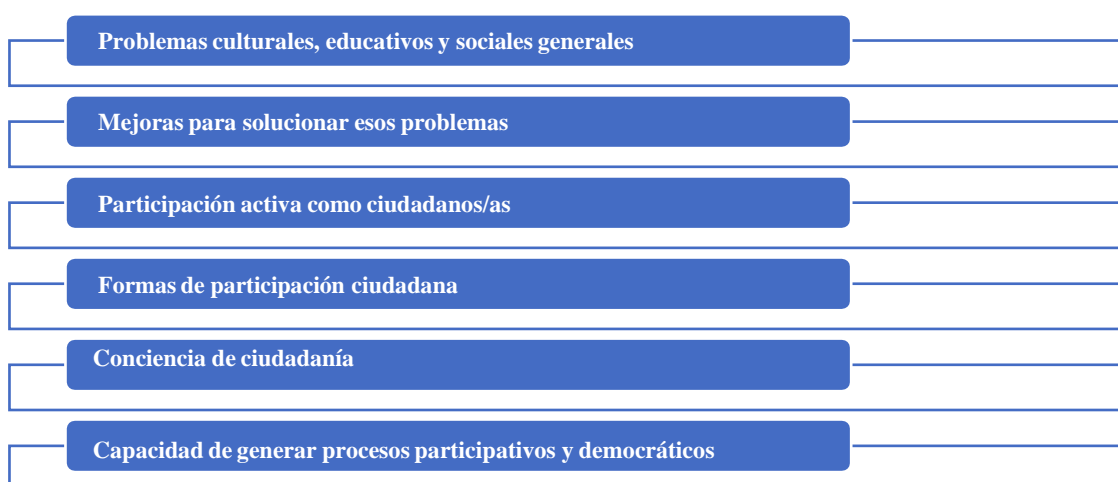 Problemas culturales, educativos y sociales generales
Mejoras para solucionar esos problemas
Participación activa como ciudadanos/as
Formas de participación ciudadana
Conciencia de ciudadanía
Capacidad de generar procesos participativos y democráticos